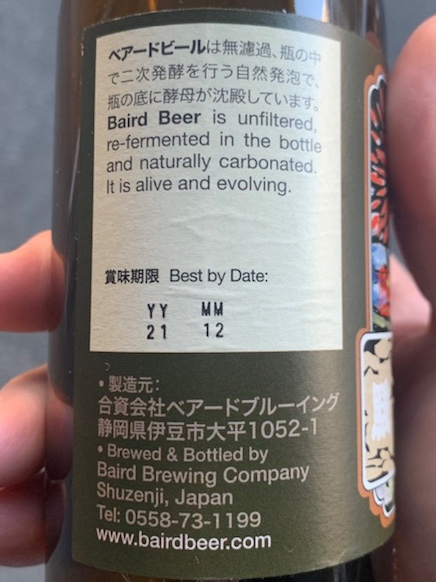 ベアードビールは無濾過、瓶の中
で二次発酵を行う自然発泡で、
瓶の底に酵母が沈殿しています。
Baird Beer is unfiltered,
re-fermented in the bottle
and naturally carbonated.
It is alive and evolving.
賞味期限 Best by Date:
YY MM
21 12
・製造元:
合資会社ベアードブルーイング
静岡県伊豆市大平1052-1
• Brewed & Bottled by
Baird Brewing Company
Shuzenji, Japan
Tel: 0558-73-1199
www.bairdbeer.com